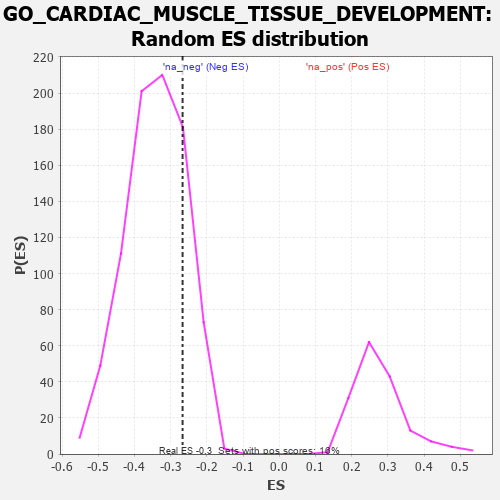 GO_CARDIAC_MUSCLE_TISSUE_DEVELOPMENT:
Random ES distribution
'na_neg' (Neg ES)
'na_pos' (Pos ES)
220
200
180
160
140
120
100
80
60
40
20
0
P(ES)
Real ES -0.3 Sets with pos scores: 16%
-0.6 -0.5 -0.4 -0.3 -0.2 -0.1 0.0 0.1 0.2 0.3 0.4 0.5
ES